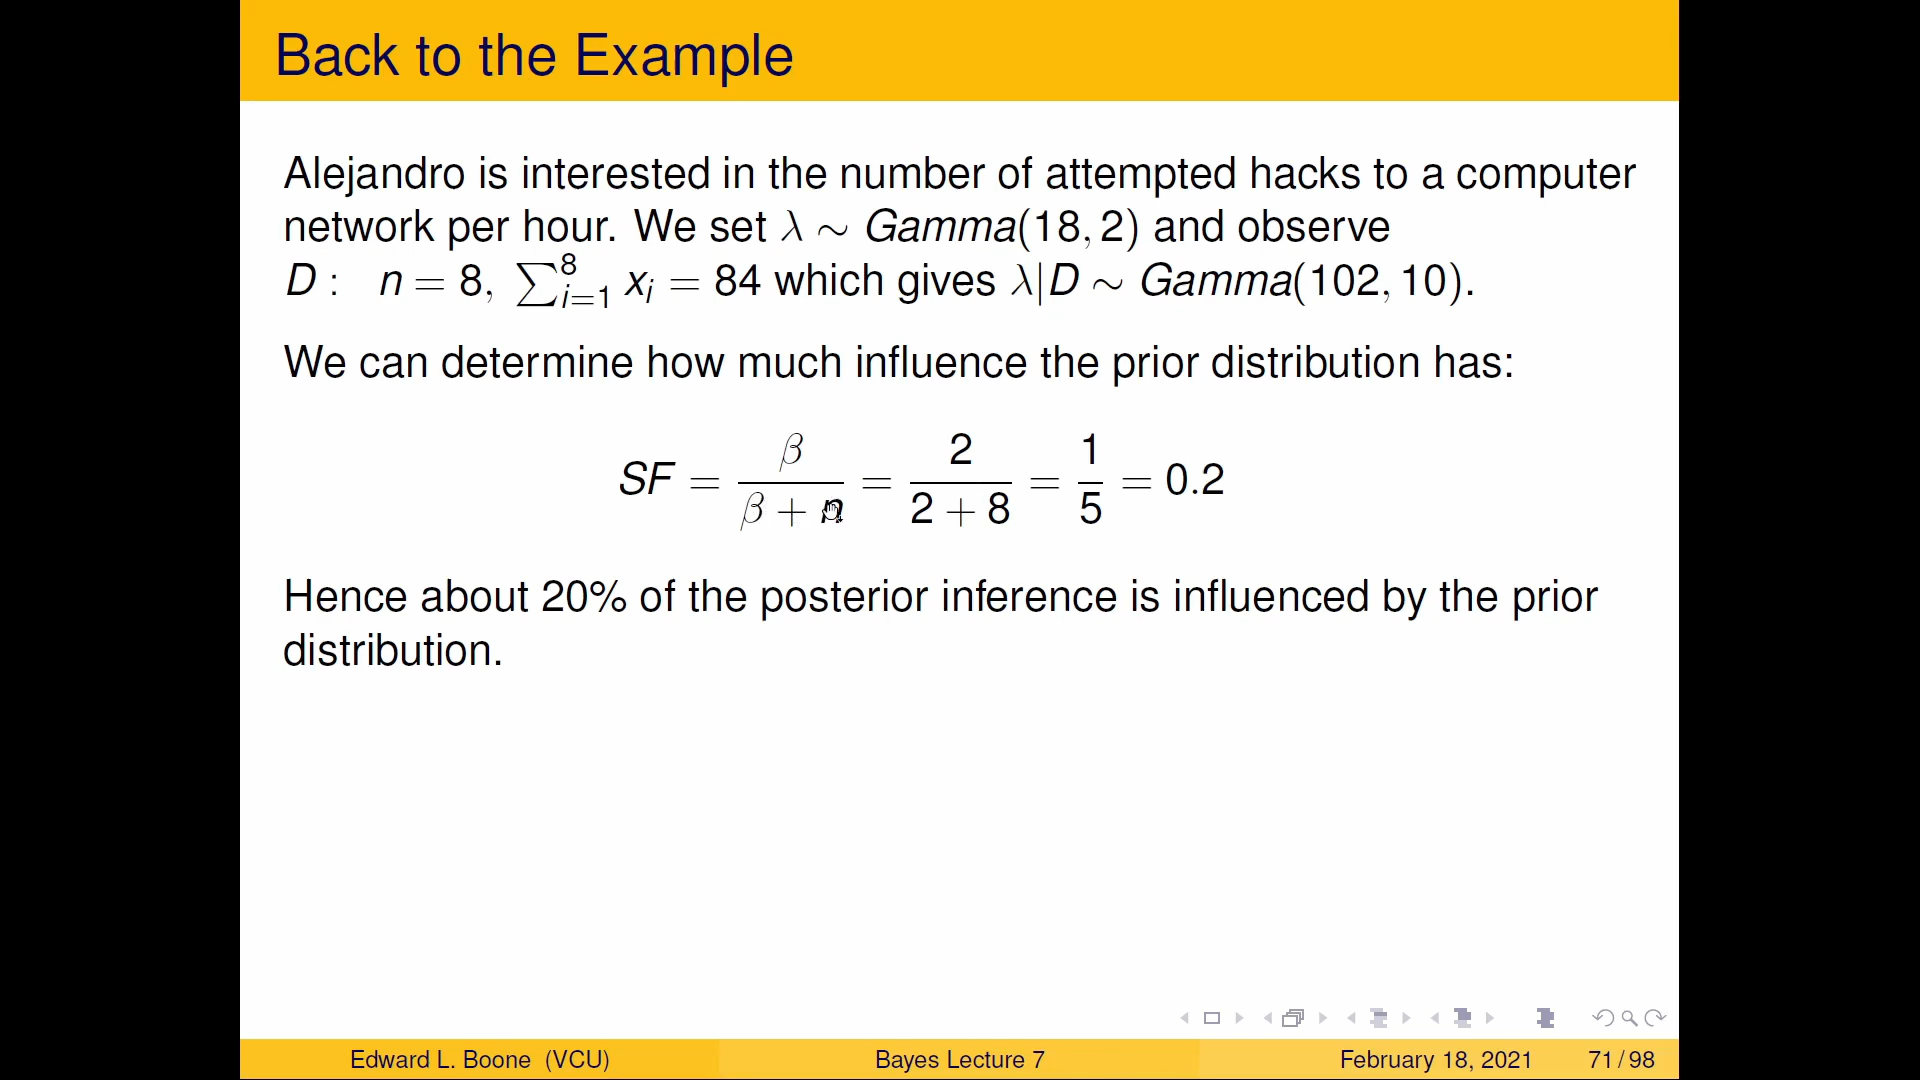 Back to the Example
Alejandro is interested in the number of attempted hacks to a computer
network per hour. We set λ ∼ Gamma(18, 2) and observe
D : n = 8, ∑_{i=1}^{8} x_i = 84 which gives λ|D ∼ Gamma(102, 10).
We can determine how much influence the prior distribution has:
SF = β / (β + n) = 2 / (2 + 8) = 1 / 5 = 0.2
Hence about 20% of the posterior inference is influenced by the prior
distribution.
Edward L. Boone (VCU) Bayes Lecture 7 February 18, 2021 71 / 98